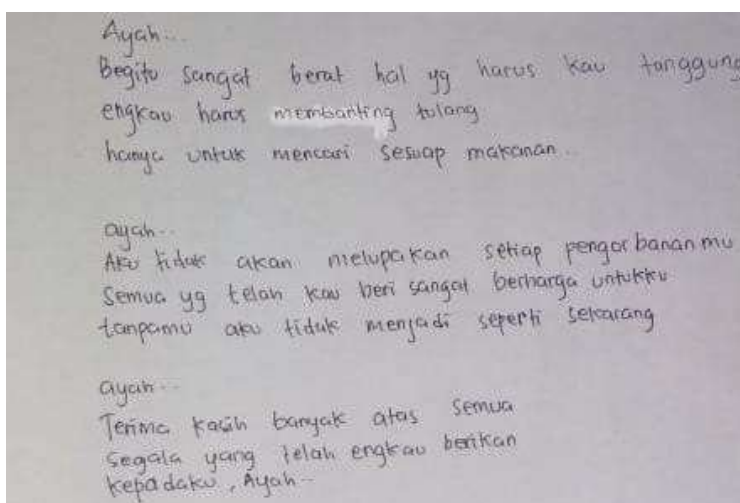 Ayah...
Begito sangat berat hal yg harus kau tanggung
engkau harus membanting tulang
hanya untuk mencari sesuap makanan...
ayah...
Aku tidak akan melupakan setiap pengorbananmu
Semua yg telah kau beri sangat berharga untukku
tanpamu aku tidak menjadi seperti sekarang
ayah...
Terima kasih banyak atas semua
segala yang telah engkau berikan
kepadaku, Ayah...